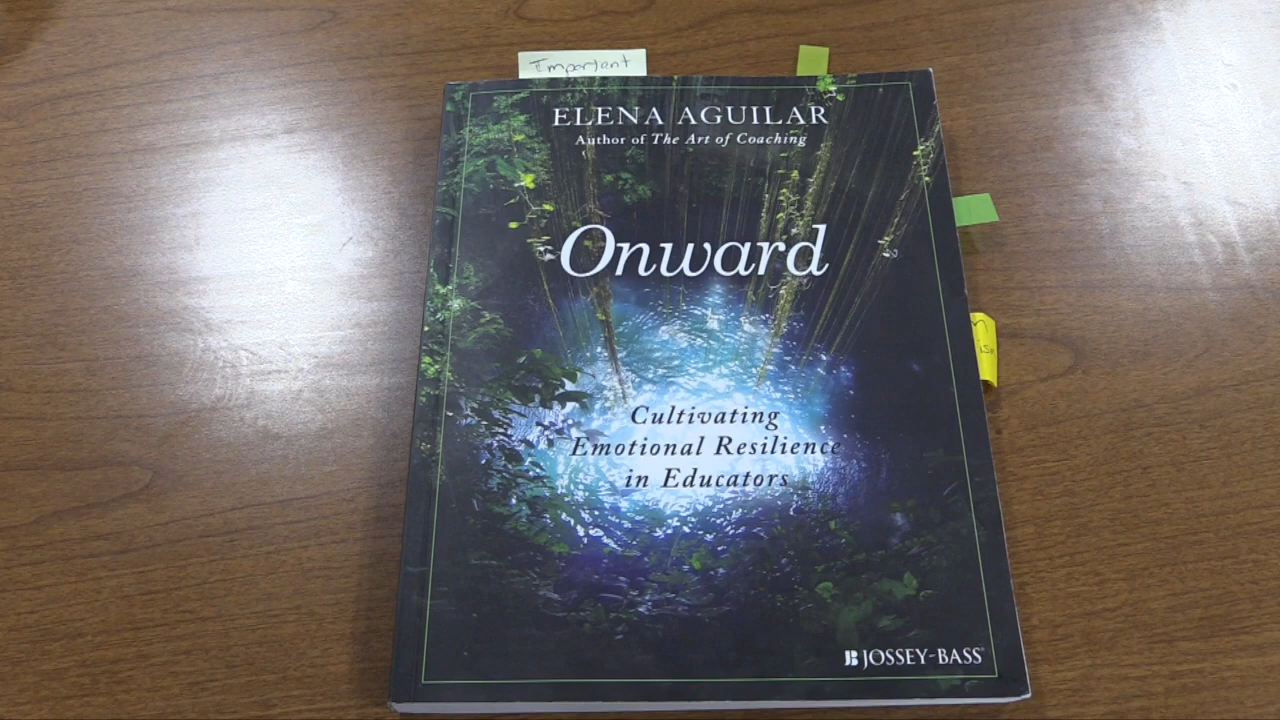 Important
ELENA AGUILAR
Author of The Art of Coaching
Onward
Cultivating
Emotional Resilience
in Educators
JOSSEY-BASS